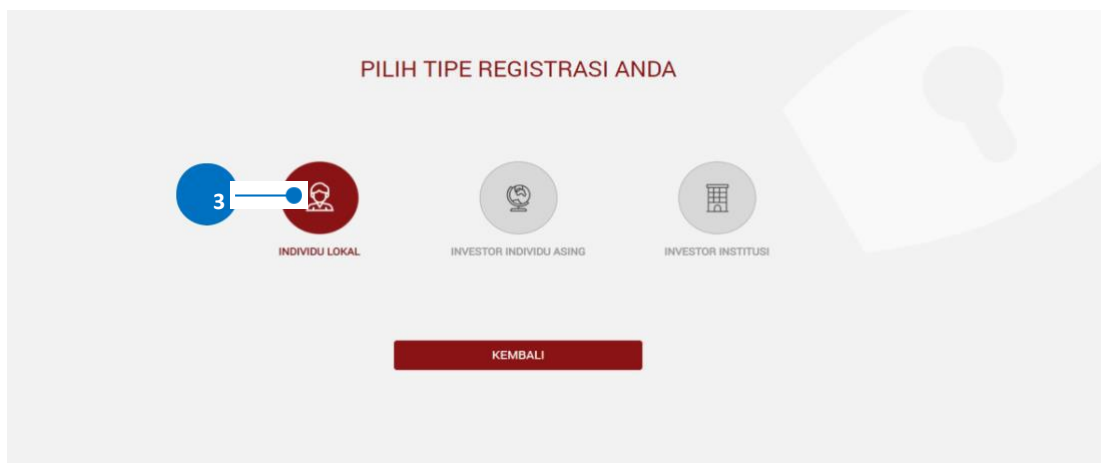 PILIH TIPE REGISTRASI ANDA
3
INDIVIDU LOKAL
INVESTOR INDIVIDU ASING
INVESTOR INSTITUSI
KEMBALI